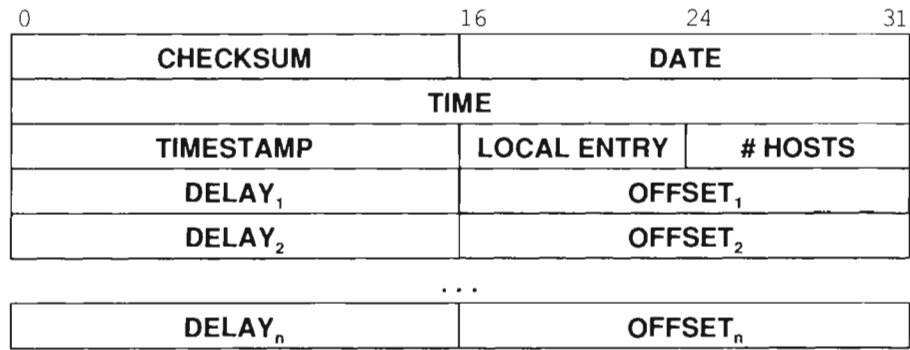 0 16 24 31
CHECKSUM DATE
TIME
TIMESTAMP LOCAL ENTRY # HOSTS
DELAY₁ OFFSET₁
DELAY₂ OFFSET₂
...
DELAYₙ OFFSETₙ